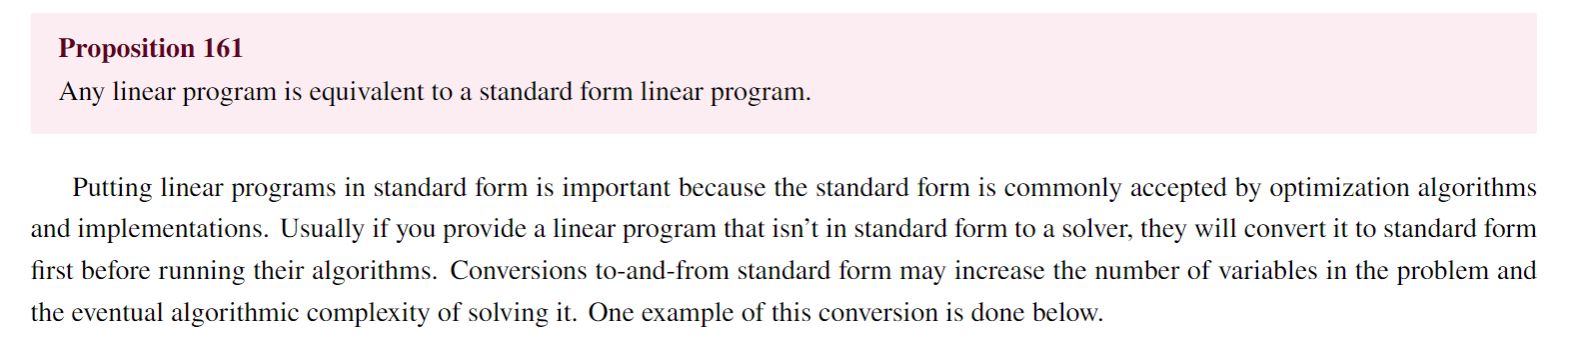 Proposition 161
Any linear program is equivalent to a standard form linear program.
Putting linear programs in standard form is important because the standard form is commonly accepted by optimization algorithms
and implementations. Usually if you provide a linear program that isn’t in standard form to a solver, they will convert it to standard form
first before running their algorithms. Conversions to-and-from standard form may increase the number of variables in the problem and
the eventual algorithmic complexity of solving it. One example of this conversion is done below.